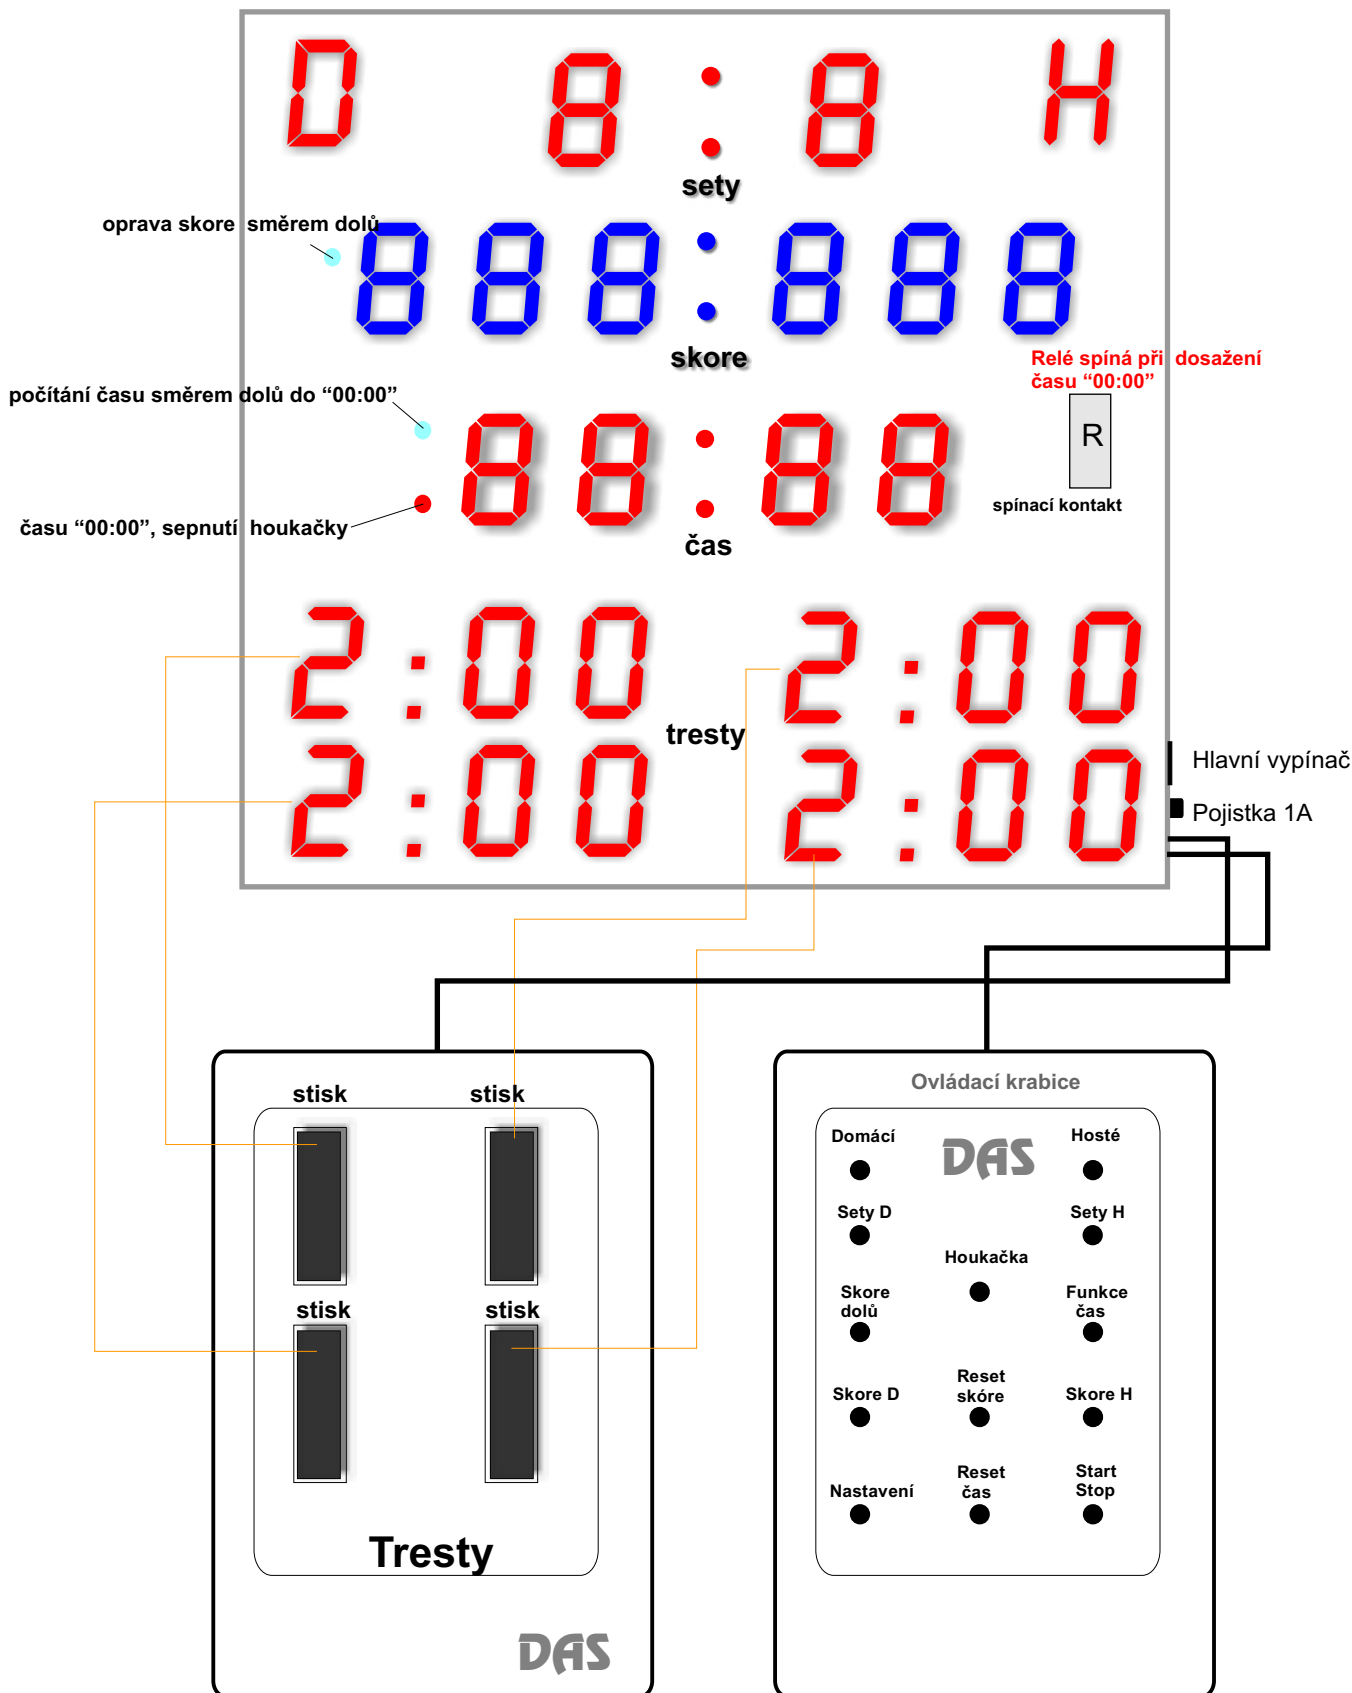 D 8 : 8 H
sety
oprava skore směrem dolů
888:888
skore
Relé spíná při dosažení
času “00:00”
počítání času směrem dolů do “00:00”
88:88
R
spínací kontakt
času “00:00”, sepnutí houkačky
čas
2:00 2:00
tresty
2:00 2:00
Hlavní vypínač
Pojistka 1A
stisk stisk
stisk stisk
Tresty
DAS
Ovládací krabice
Domácí DAS Hosté
Sety D Sety H
Houkačka
Skore
dolů
Funkce
čas
Skore D
Reset
skóre
Skore H
Nastavení
Reset
čas
Start
Stop